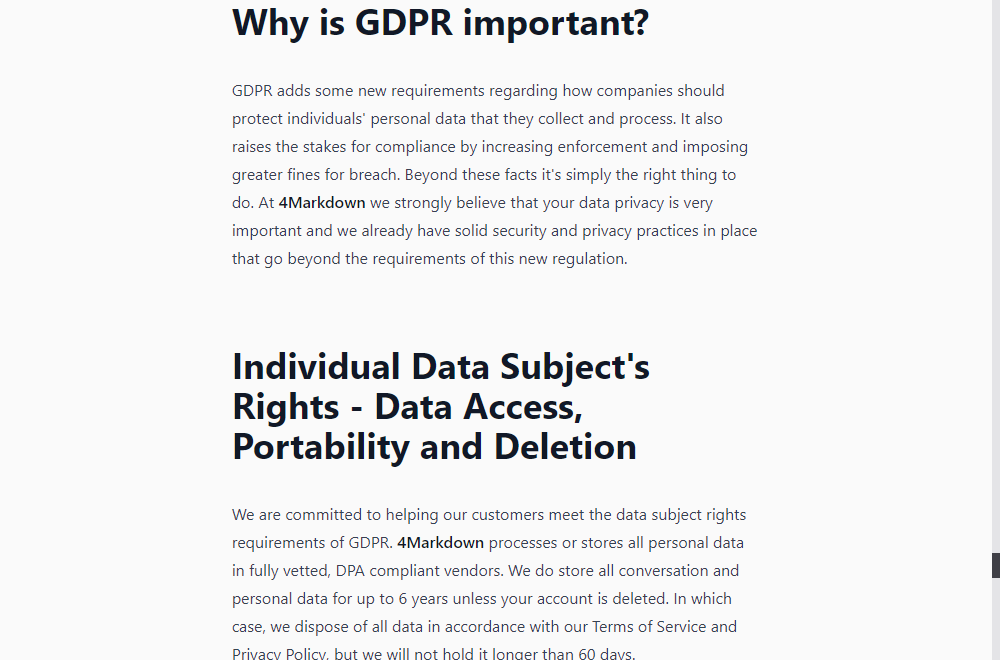 Why is GDPR important?
GDPR adds some new requirements regarding how companies should
protect individuals' personal data that they collect and process. It also
raises the stakes for compliance by increasing enforcement and imposing
greater fines for breach. Beyond these facts it's simply the right thing to
do. At 4Markdown we strongly believe that your data privacy is very
important and we already have solid security and privacy practices in place
that go beyond the requirements of this new regulation.
Individual Data Subject's
Rights - Data Access,
Portability and Deletion
We are committed to helping our customers meet the data subject rights
requirements of GDPR. 4Markdown processes or stores all personal data
in fully vetted, DPA compliant vendors. We do store all conversation and
personal data for up to 6 years unless your account is deleted. In which
case, we dispose of all data in accordance with our Terms of Service and
Privacy Policy, but we will not hold it longer than 60 days.